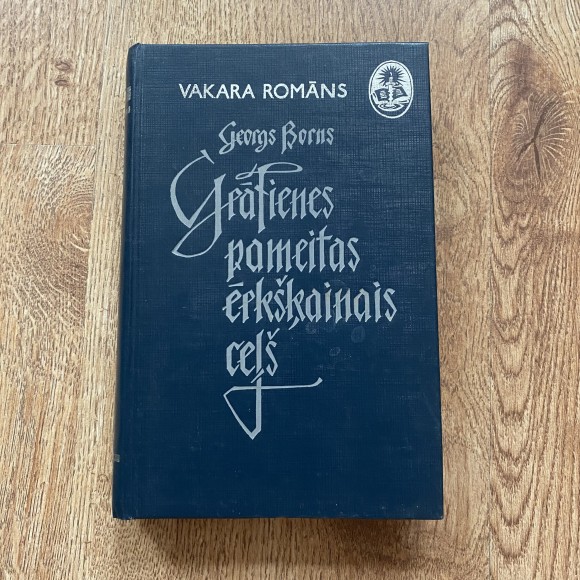 VAKARA ROMĀNS
Georgs Borns
Grāfienes
pameitas
ērkšķainais
ceļš